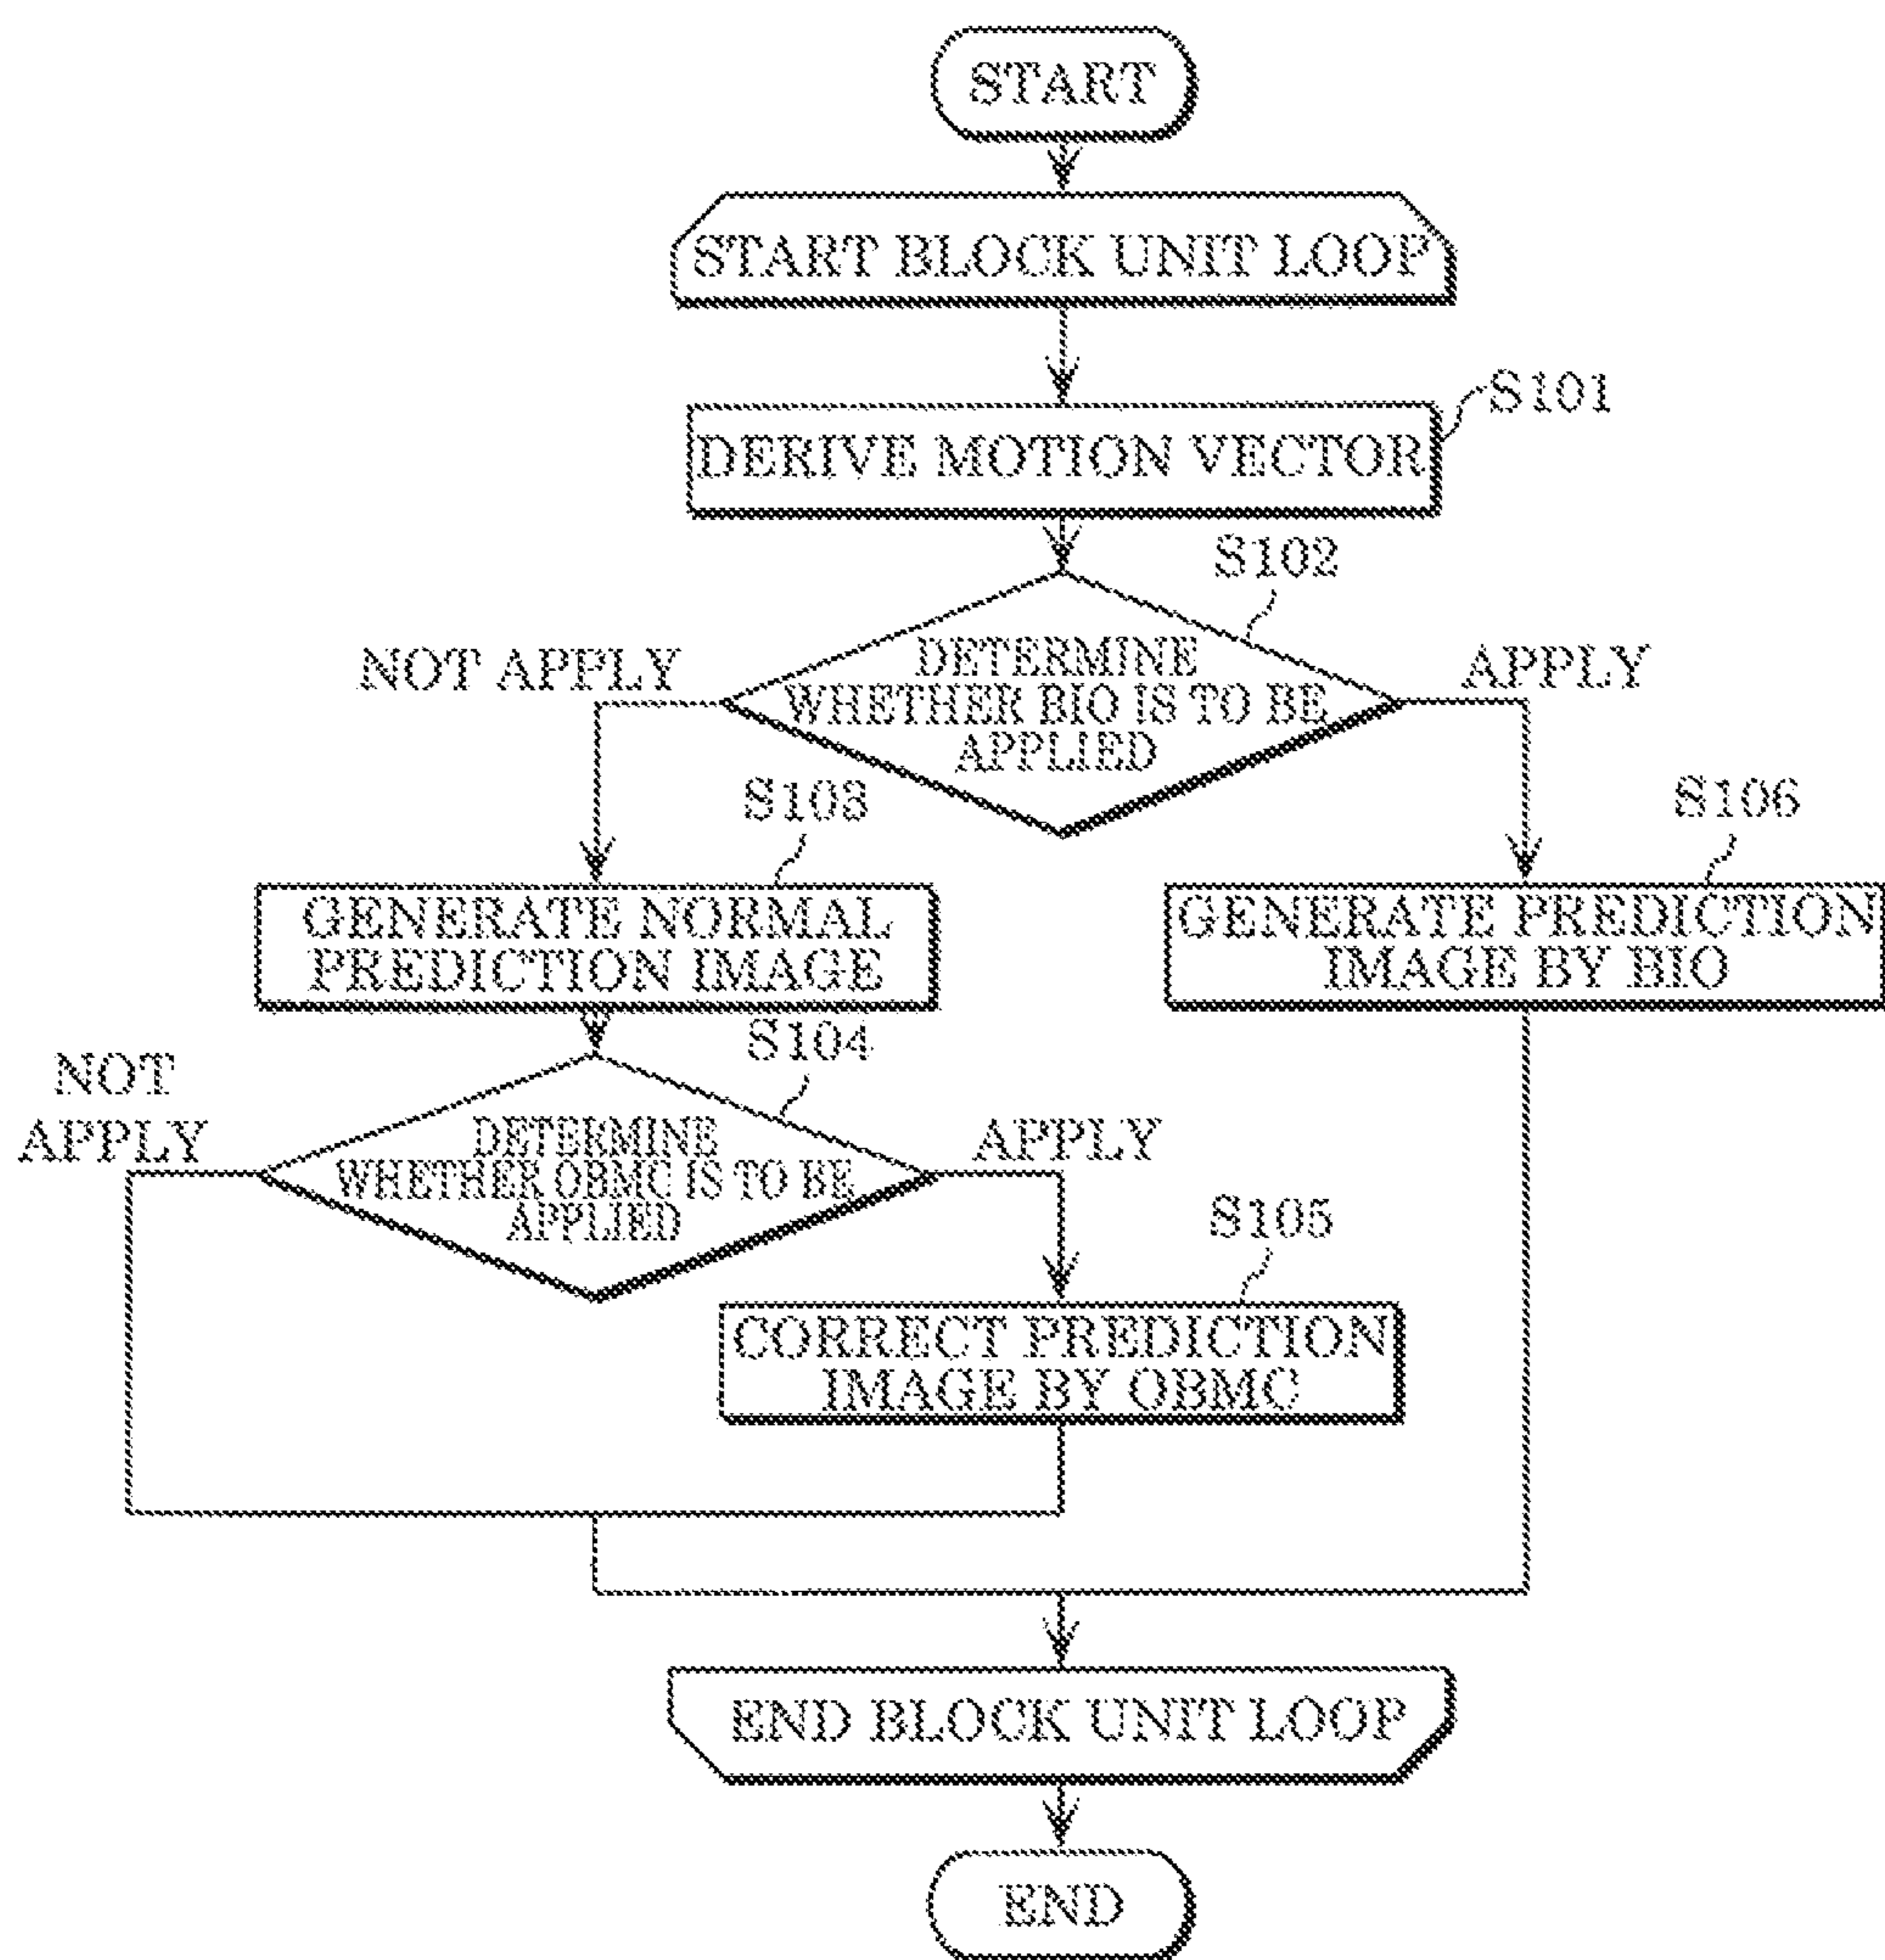 START
START BLOCK UNIT LOOP
S101
DERIVE MOTION VECTOR
S102
NOT APPLY
DETERMINE
WHETHER BIO IS TO BE
APPLIED
APPLY
S103
S106
GENERATE NORMAL
PREDICTION IMAGE
GENERATE PREDICTION
IMAGE BY BIO
S104
NOT
APPLY
DETERMINE
WHETHER OBMC IS TO BE
APPLIED
APPLY
S105
CORRECT PREDICTION
IMAGE BY OBMC
END BLOCK UNIT LOOP
END